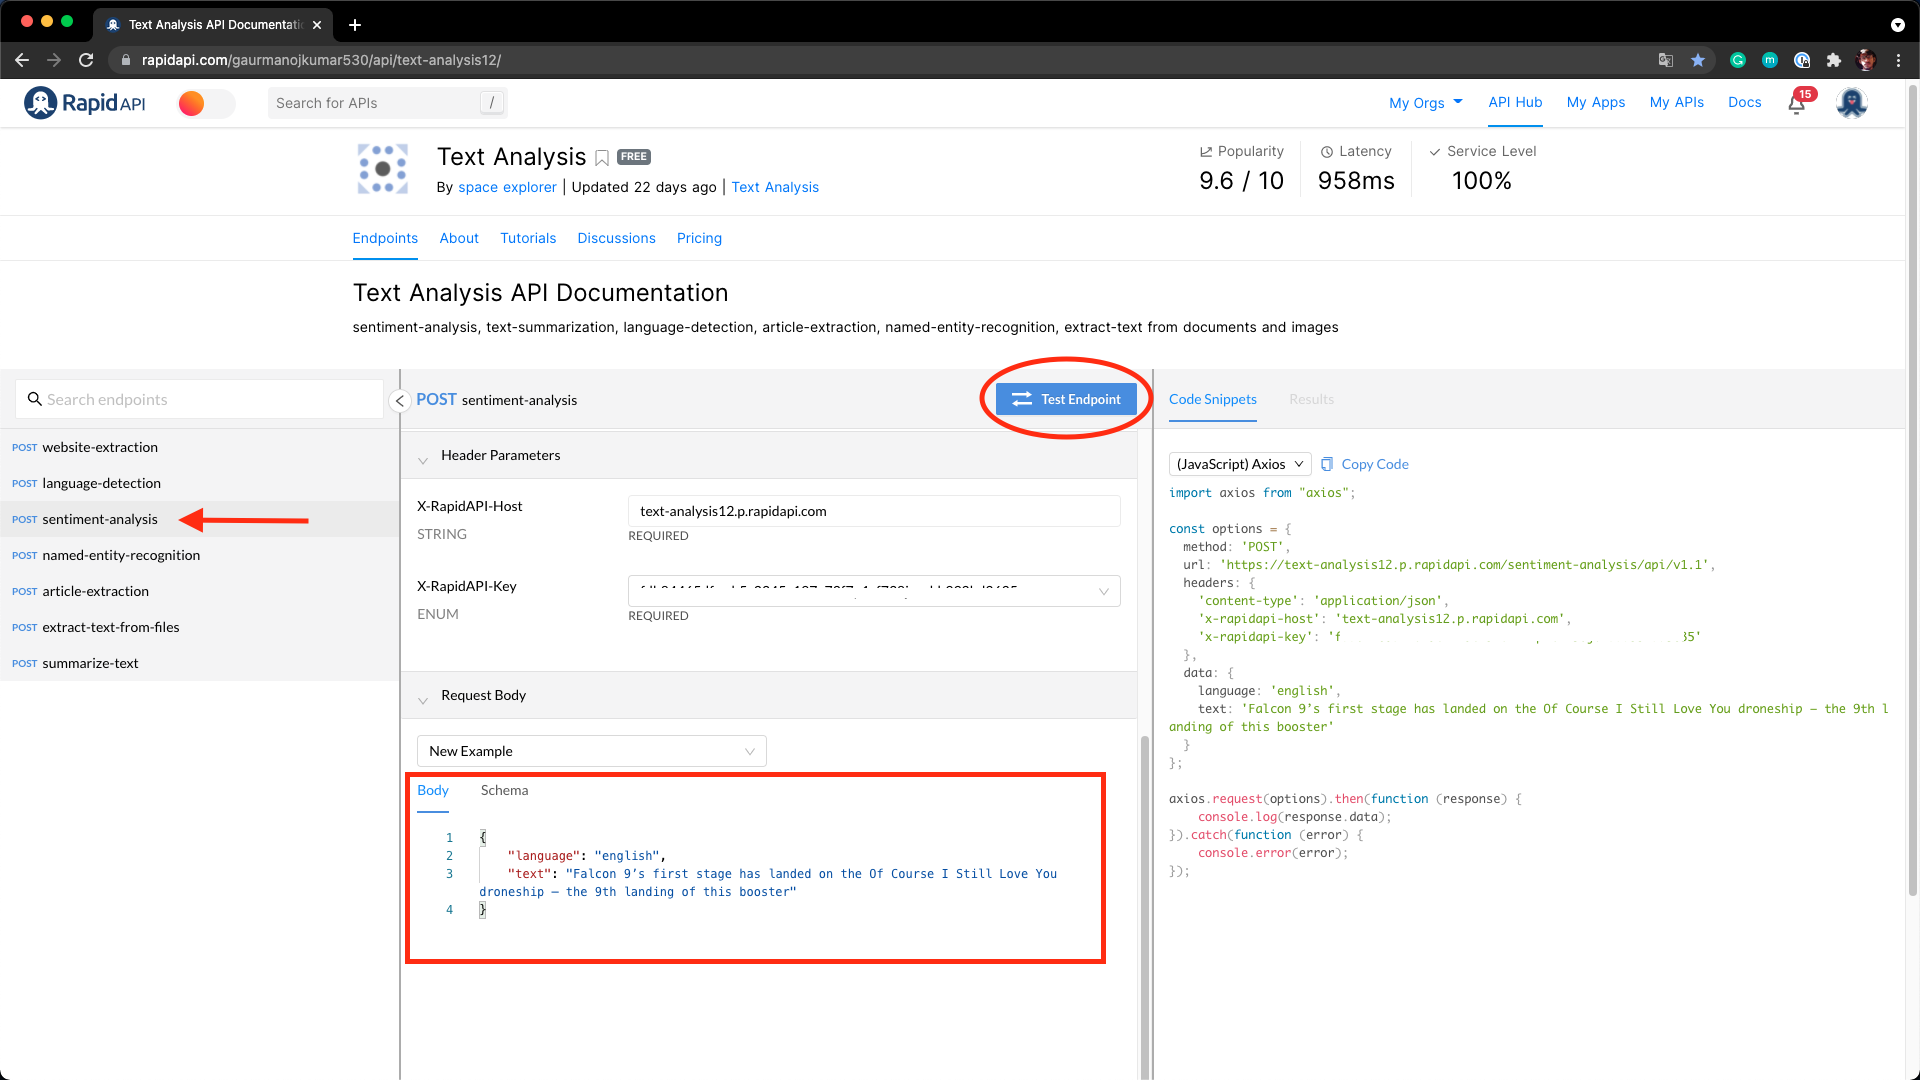 Text Analysis API Documentati
rapidapi.com/gaurmanojkumar530/api/text-analysis12/
Rapid API
Search for APIs
/
My Orgs
API Hub
My Apps
My APIs
Docs
15
Text Analysis
FREE
By space explorer | Updated 22 days ago | Text Analysis
Popularity
9.6 / 10
Latency
958ms
Service Level
100%
Endpoints
About
Tutorials
Discussions
Pricing
Text Analysis API Documentation
sentiment-analysis, text-summarization, language-detection, article-extraction, named-entity-recognition, extract-text from documents and images
Search endpoints
POST website-extraction
POST language-detection
POST sentiment-analysis
POST named-entity-recognition
POST article-extraction
POST extract-text-from-files
POST summarize-text
POST sentiment-analysis
Test Endpoint
Header Parameters
X-RapidAPI-Host
STRING
text-analysis12.p.rapidapi.com
REQUIRED
X-RapidAPI-Key
ENUM
REQUIRED
Request Body
New Example
Body
Schema
1 {
2 "language": "english",
3 "text": "Falcon 9’s first stage has landed on the Of Course I Still Love You
droneship – the 9th landing of this booster"
4 }
Code Snippets
Results
(JavaScript) Axios
Copy Code
import axios from "axios";
const options = {
method: 'POST',
url: 'https://text-analysis12.p.rapidapi.com/sentiment-analysis/api/v1.1',
headers: {
'content-type': 'application/json',
'x-rapidapi-host': 'text-analysis12.p.rapidapi.com',
'x-rapidapi-key': 'f 35'
},
data: {
language: 'english',
text: 'Falcon 9’s first stage has landed on the Of Course I Still Love You droneship – the 9th l
anding of this booster'
}
};
axios.request(options).then(function (response) {
console.log(response.data);
}).catch(function (error) {
console.error(error);
});